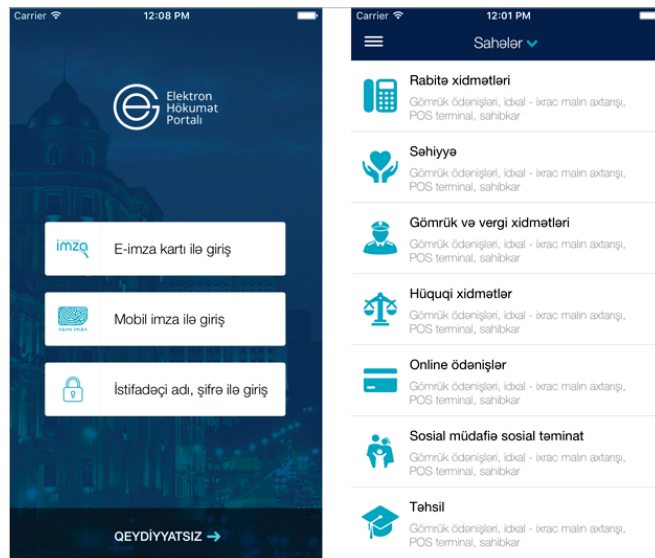 Carrier 12:08 PM
Elektron
Hökumət
Portalı
imzα
E-imza kartı ilə giriş
Mobil imza ilə giriş
İstifadəçi adı, şifrə ilə giriş
QEYDİYYATSIZ →
Carrier 12:01 PM
Sahələr
Rabitə xidmətləri
Gömrük ödənişləri, idxal - ixrac malın axtarışı,
POS terminal, sahibkar
Səhiyyə
Gömrük ödənişləri, idxal - ixrac malın axtarışı,
POS terminal, sahibkar
Gömrük və vergi xidmətləri
Gömrük ödənişləri, idxal - ixrac malın axtarışı,
POS terminal, sahibkar
Hüquqi xidmətlər
Gömrük ödənişləri, idxal - ixrac malın axtarışı,
POS terminal, sahibkar
Online ödənişlər
Gömrük ödənişləri, idxal - ixrac malın axtarışı,
POS terminal, sahibkar
Sosial müdafiə sosial təminat
Gömrük ödənişləri, idxal - ixrac malın axtarışı,
POS terminal, sahibkar
Təhsil
Gömrük ödənişləri, idxal - ixrac malın axtarışı,
POS terminal, sahibkar